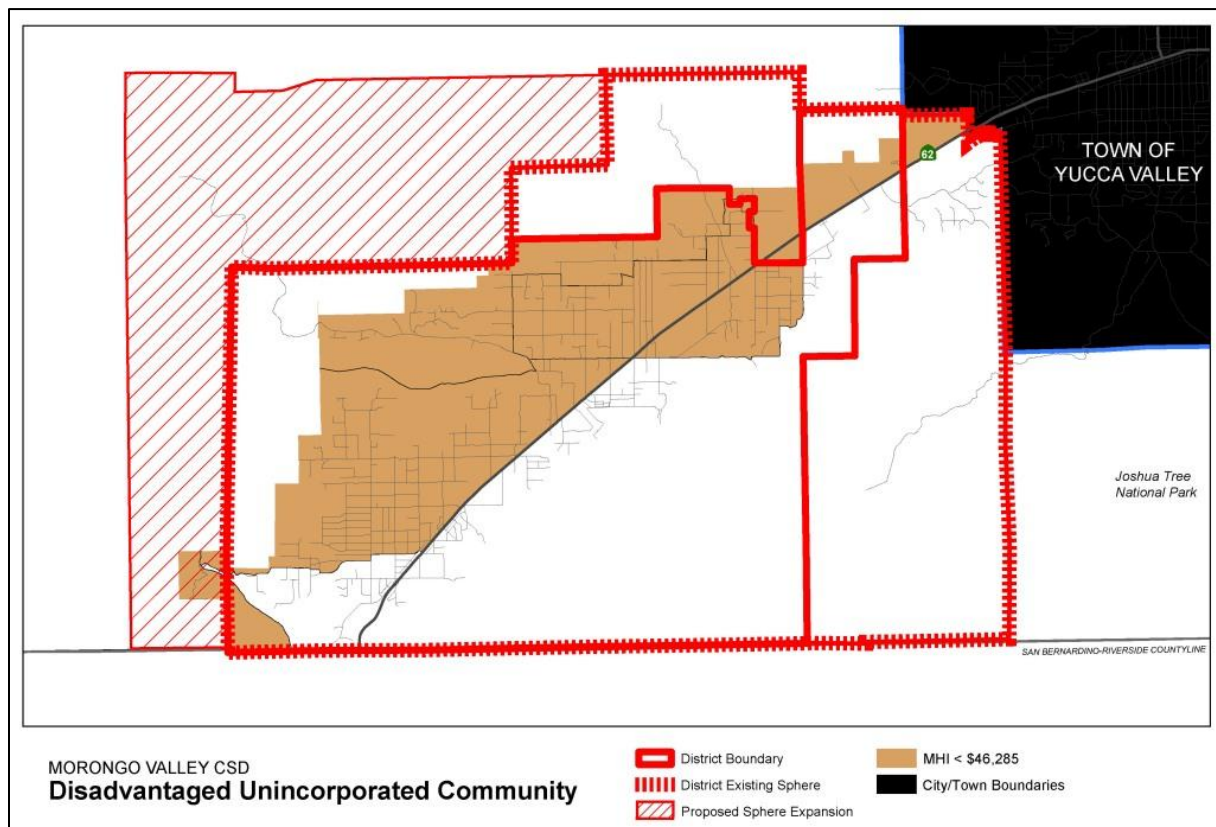 62
TOWN OF
YUCCA VALLEY
Joshua Tree
National Park
SAN BERNARDINO-RIVERSIDE COUNTYLINE
MORONGO VALLEY CSD
Disadvantaged Unincorporated Community
District Boundary
District Existing Sphere
Proposed Sphere Expansion
MHI < $46,285
City/Town Boundaries